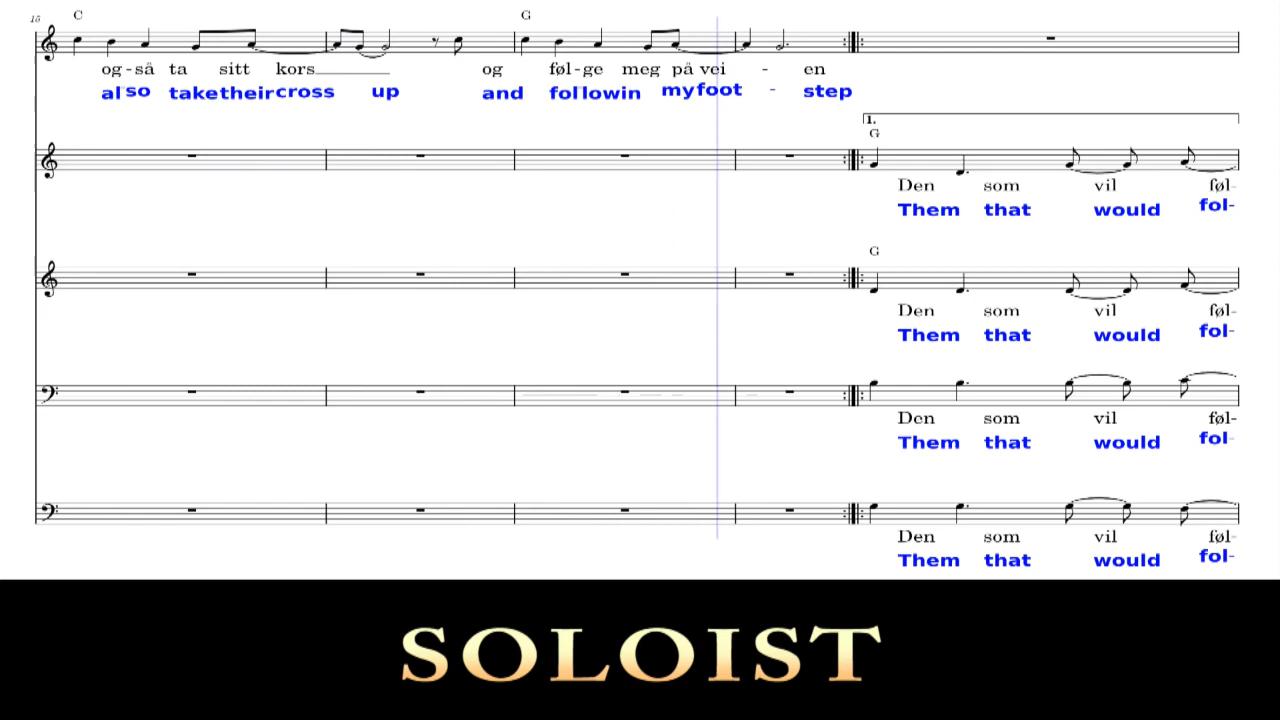 15 C G
og - så ta sitt kors og føl - ge meg på vei - en
al so take their cross up and fol low in my foot - step
1.
G
Den som vil føl-
Them that would fol-
G
Den som vil føl-
Them that would fol-
Den som vil føl-
Them that would fol-
Den som vil føl-
Them that would fol-
SOLOIST